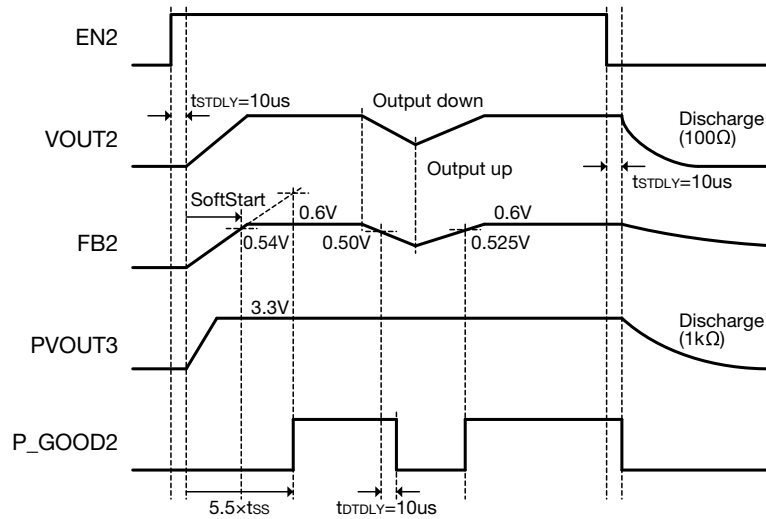 EN2
tSTDLY=10us
Output down
Discharge
(100Ω)
VOUT2
Output up
tSTDLY=10us
SoftStart
0.6V
0.6V
0.54V
0.50V
0.525V
FB2
3.3V
Discharge
(1kΩ)
PVOUT3
P_GOOD2
5.5×tSS
tDTDLY=10us